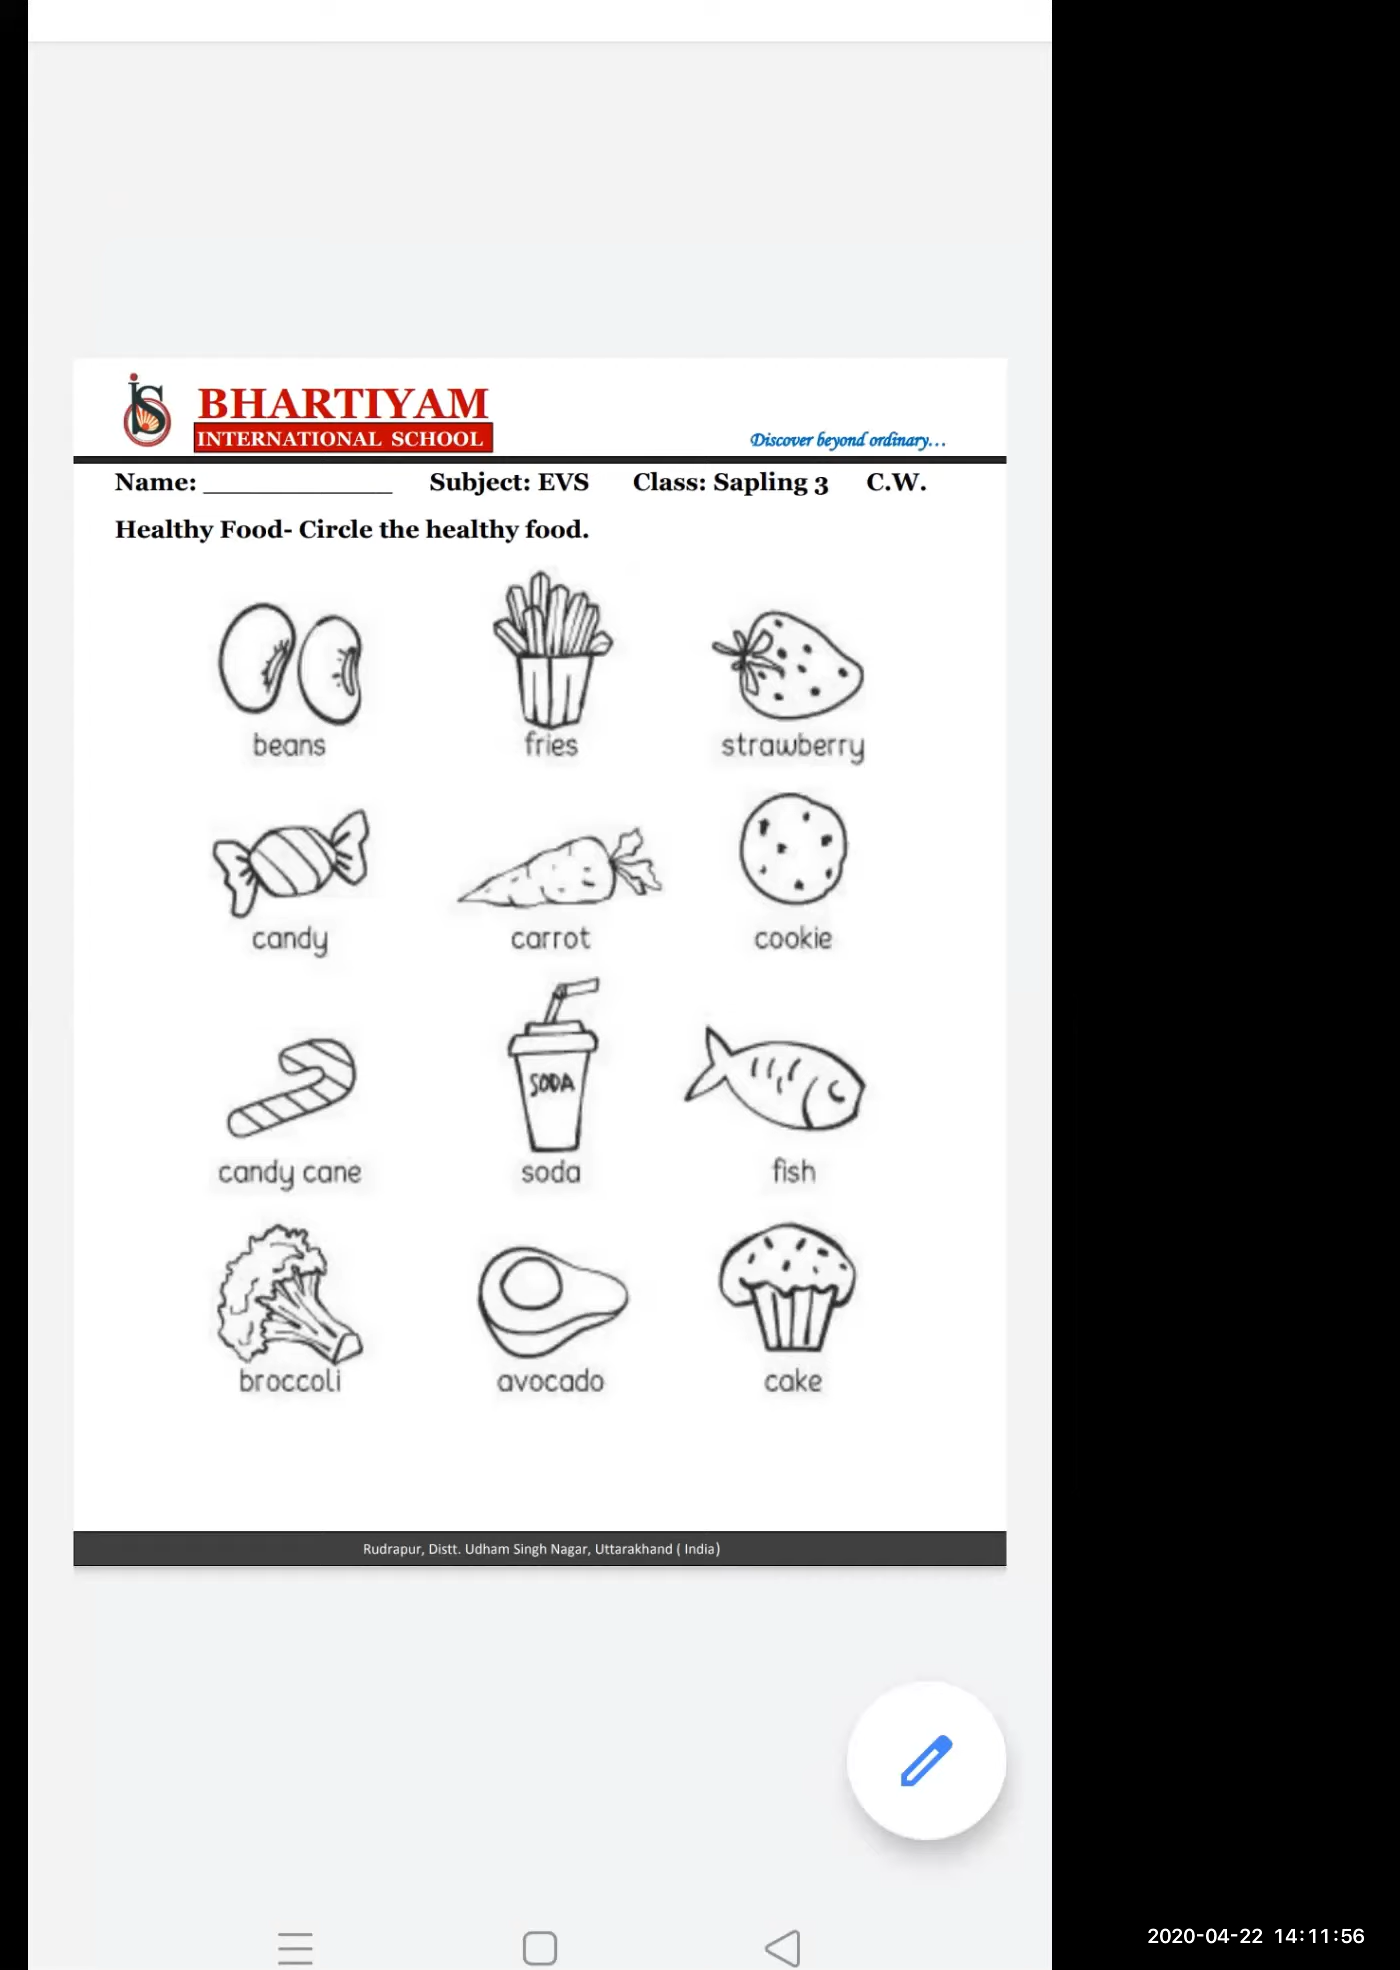 BHARTIYAM
INTERNATIONAL SCHOOL
Discover beyond ordinary...
Name: ______________ Subject: EVS Class: Sapling 3 C.W.
Healthy Food- Circle the healthy food.
beans fries strawberry
candy carrot cookie
SODA
candy cane soda fish
broccoli avocado cake
Rudrapur, Distt. Udham Singh Nagar, Uttarakhand ( India)
2020-04-22 14:11:56